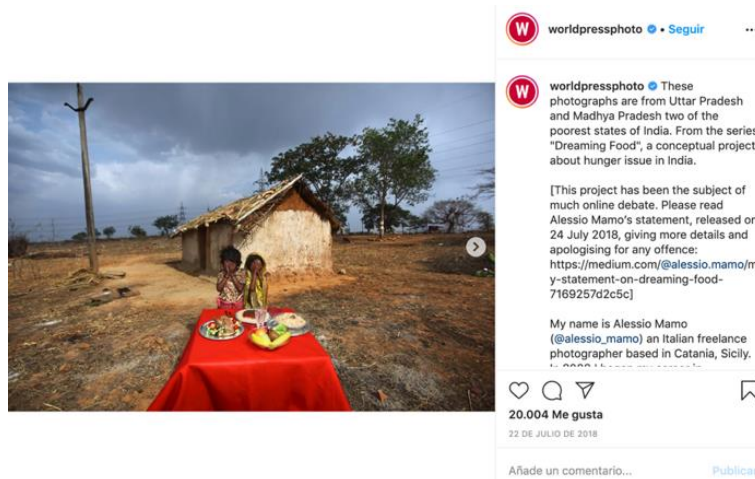 W
worldpressphoto • Seguir
W
worldpressphoto These
photographs are from Uttar Pradesh
and Madhya Pradesh two of the
poorest states of India. From the series
"Dreaming Food", a conceptual project
about hunger issue in India.
[This project has been the subject of
much online debate. Please read
Alessio Mamo's statement, released on
24 July 2018, giving more details and
apologising for any offence:
https://medium.com/@alessio.mamo/m
y-statement-on-dreaming-food-
7169257d2c5c]
My name is Alessio Mamo
(@alessio_mamo) an Italian freelance
photographer based in Catania, Sicily.
20.004 Me gusta
22 DE JULIO DE 2018
Añade un comentario...
Publicar